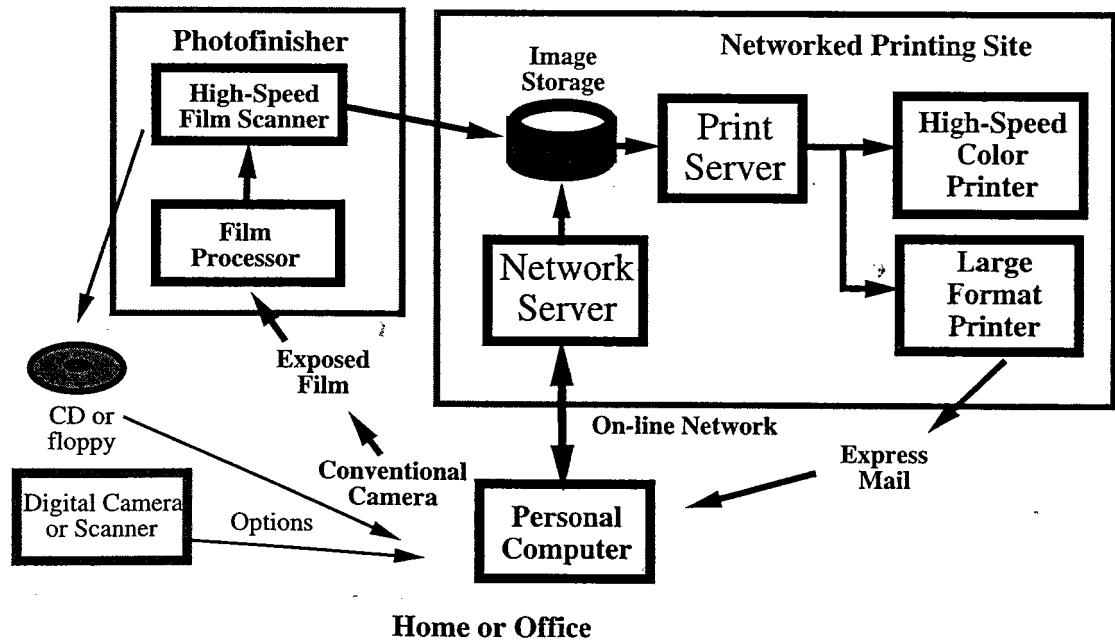 Photofinisher
High-Speed
Film Scanner
Film
Processor
Networked Printing Site
Image
Storage
Print
Server
High-Speed
Color
Printer
Network
Server
Large
Format
Printer
Exposed
Film
CD or
floppy
On-line Network
Express
Mail
Conventional
Camera
Digital Camera
or Scanner
Options
Personal
Computer
Home or Office